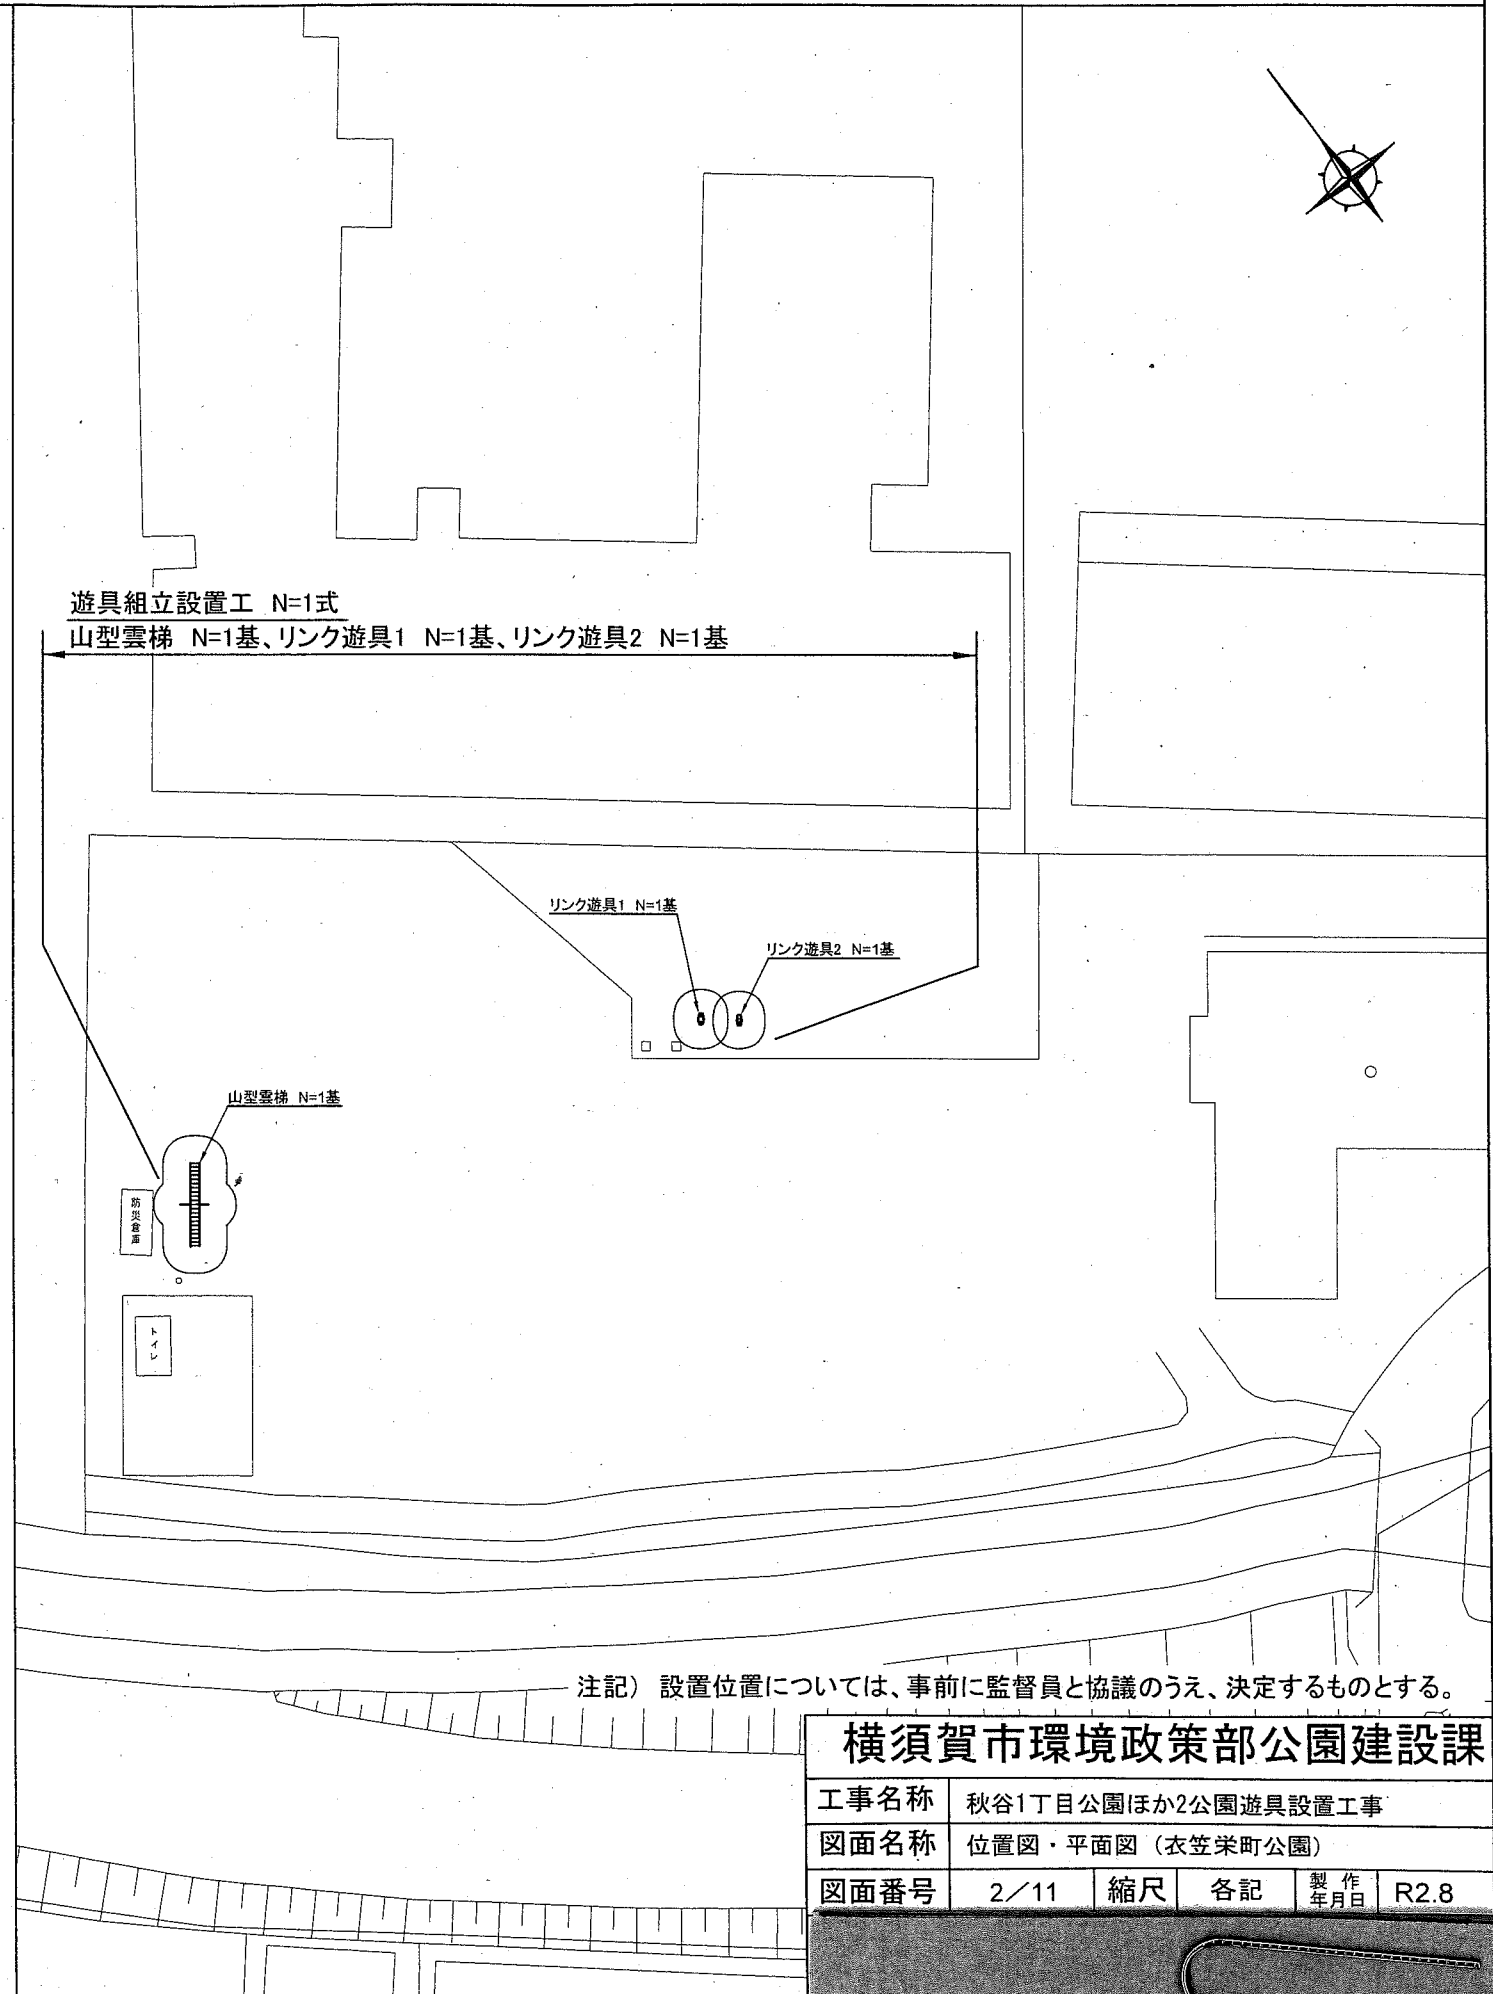 遊具組立設置工 N=1式
山型雲梯 N=1基、リンク遊具1 N=1基、リンク遊具2 N=1基
リンク遊具1 N=1基
リンク遊具2 N=1基
山型雲梯 N=1基
防災倉庫
トイレ
注記） 設置位置については、事前に監督員と協議のうえ、決定するものとする。
横須賀市環境政策部公園建設課
工事名称 秋谷1丁目公園ほか2公園遊具設置工事
図面名称 位置図・平面図（衣笠栄町公園）
図面番号 2／11 縮尺 各記 製作年月日 R2.8